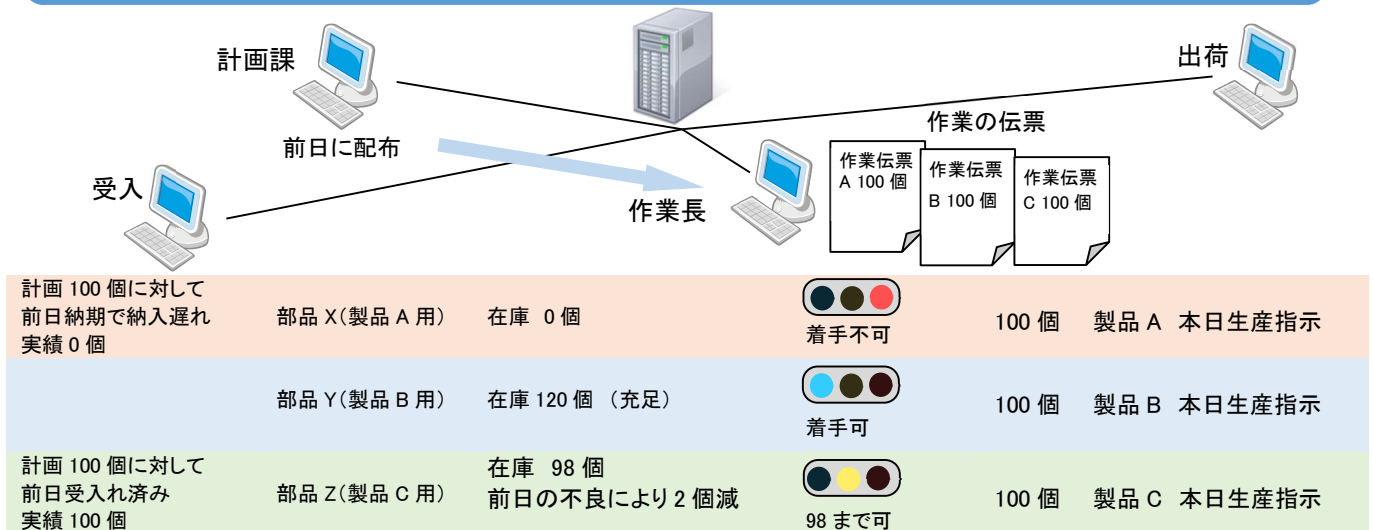 計画課
出荷
前日に配布
作業の伝票
受入
作業長
作業伝票
A 100 個
作業伝票
B 100 個
作業伝票
C 100 個
計画 100 個に対して
前日納期で納入遅れ
実績 0 個
部品 X(製品 A 用)
在庫 0 個
着手不可
100 個 製品 A 本日生産指示
部品 Y(製品 B 用)
在庫 120 個 (充足)
着手可
100 個 製品 B 本日生産指示
計画 100 個に対して
前日受入れ済み
実績 100 個
部品 Z(製品 C 用)
在庫 98 個
前日の不良により 2 個減
98 まで可
100 個 製品 C 本日生産指示